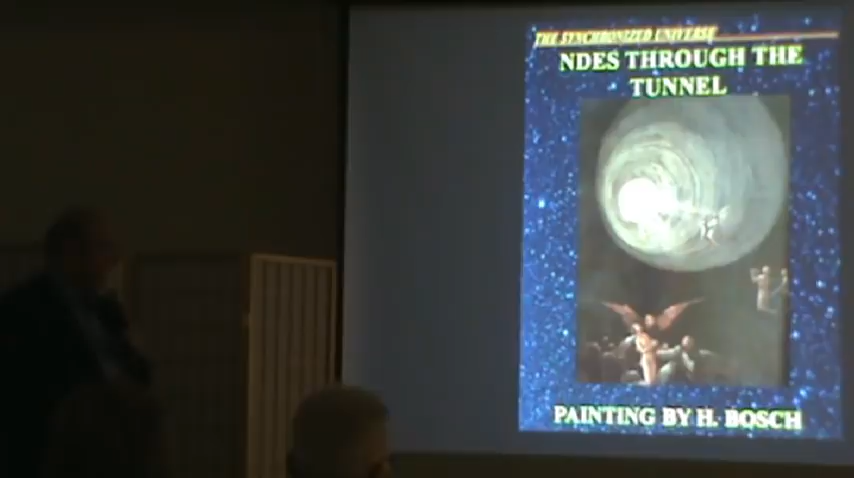 THE SYNCHRONIZED UNIVERSE
NDES THROUGH THE
TUNNEL
PAINTING BY H. BOSCH